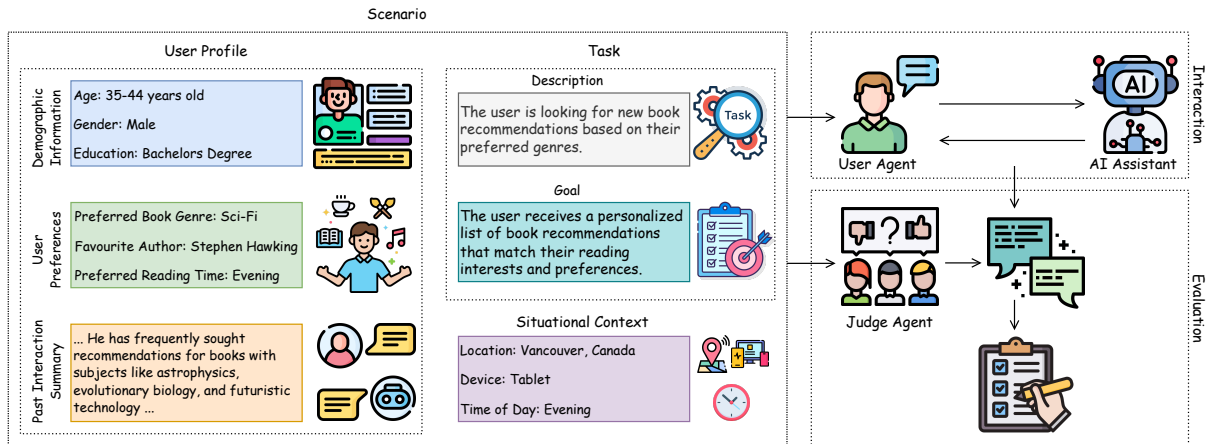 Scenario
User Profile
Demographic
Information
Age: 35-44 years old
Gender: Male
Education: Bachelors Degree
User
Preferences
Preferred Book Genre: Sci-Fi
Favourite Author: Stephen Hawking
Preferred Reading Time: Evening
Past Interaction
Summary
... He has frequently sought
recommendations for books with
subjects like astrophysics,
evolutionary biology, and futuristic
technology ...
Task
Description
The user is looking for new book
recommendations based on their
preferred genres.
Task
Goal
The user receives a personalized
list of book recommendations
that match their reading
interests and preferences.
Situational Context
Location: Vancouver, Canada
Device: Tablet
Time of Day: Evening
Interaction
User Agent
AI
AI Assistant
Evaluation
?
Judge Agent